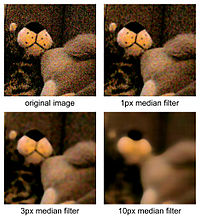 original image
1px median filter
3px median filter
10px median filter